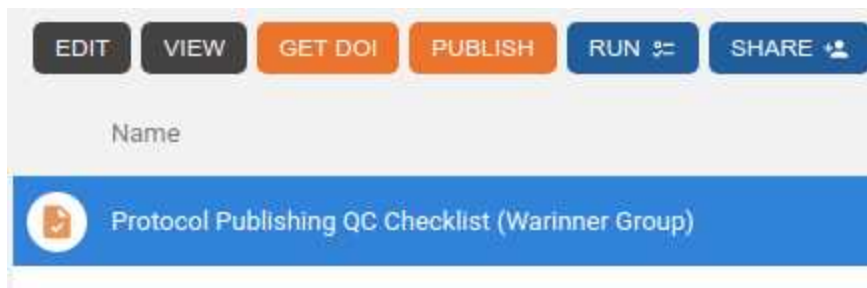 EDIT VIEW GET DOI PUBLISH RUN SHARE
Name
Protocol Publishing QC Checklist (Warinner Group)